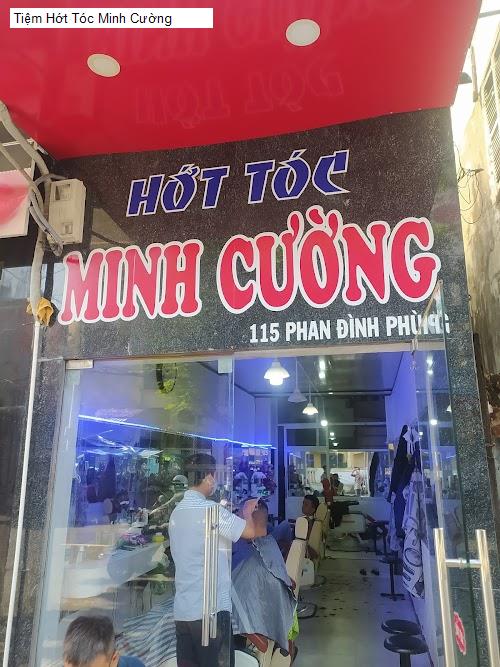 Tiệm Hớt Tóc Minh Cường
HỚT TÓC
MINH CƯỜNG
115 PHAN ĐÌNH PHÙNG